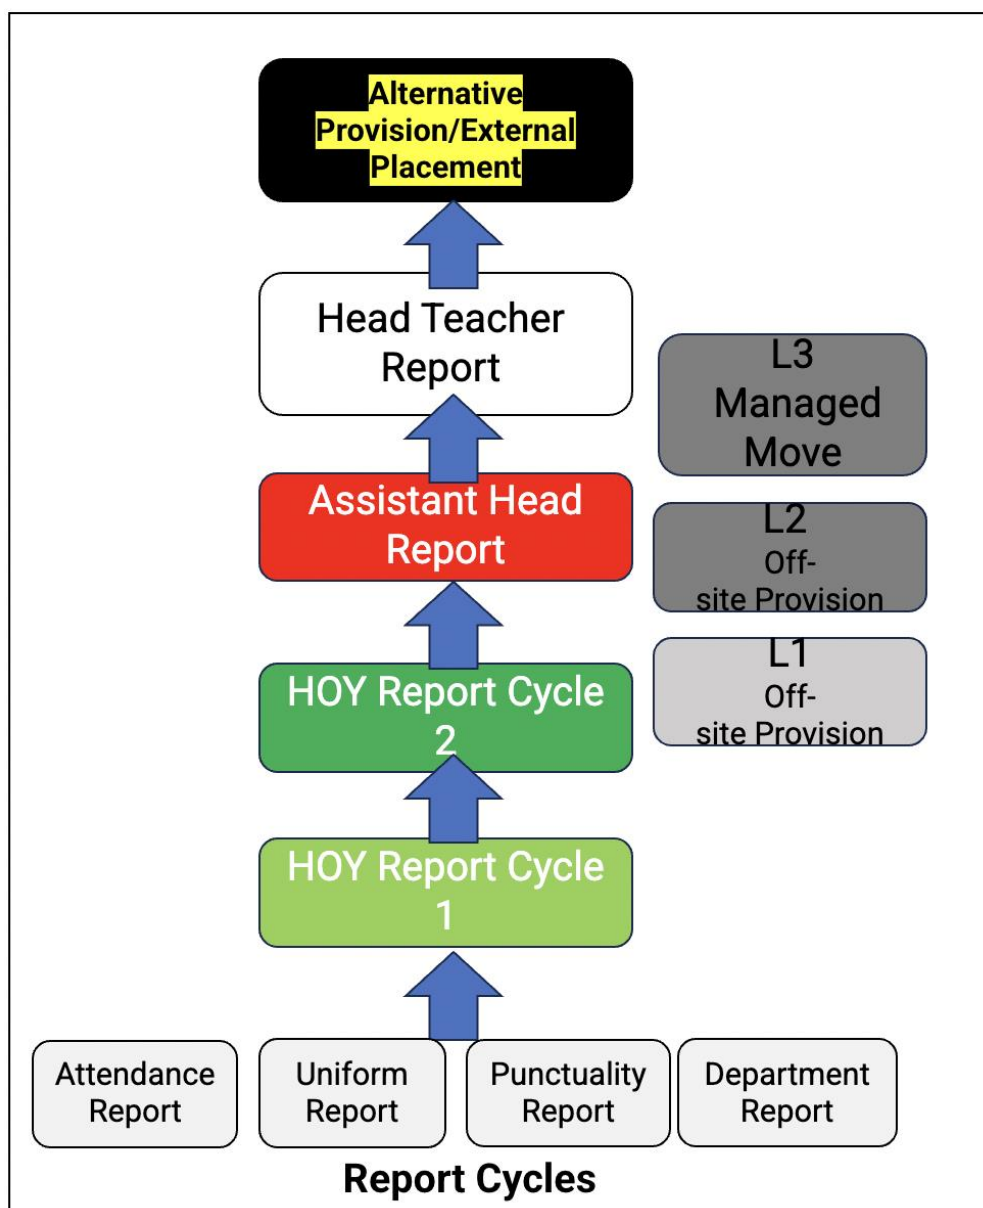 Alternative
Provision/External
Placement
Head Teacher
Report
L3
Managed
Move
Assistant Head
Report
L2
Off-
site Provision
HOY Report Cycle
2
L1
Off-
site Provision
HOY Report Cycle
1
Attendance
Report
Uniform
Report
Punctuality
Report
Department
Report
Report Cycles